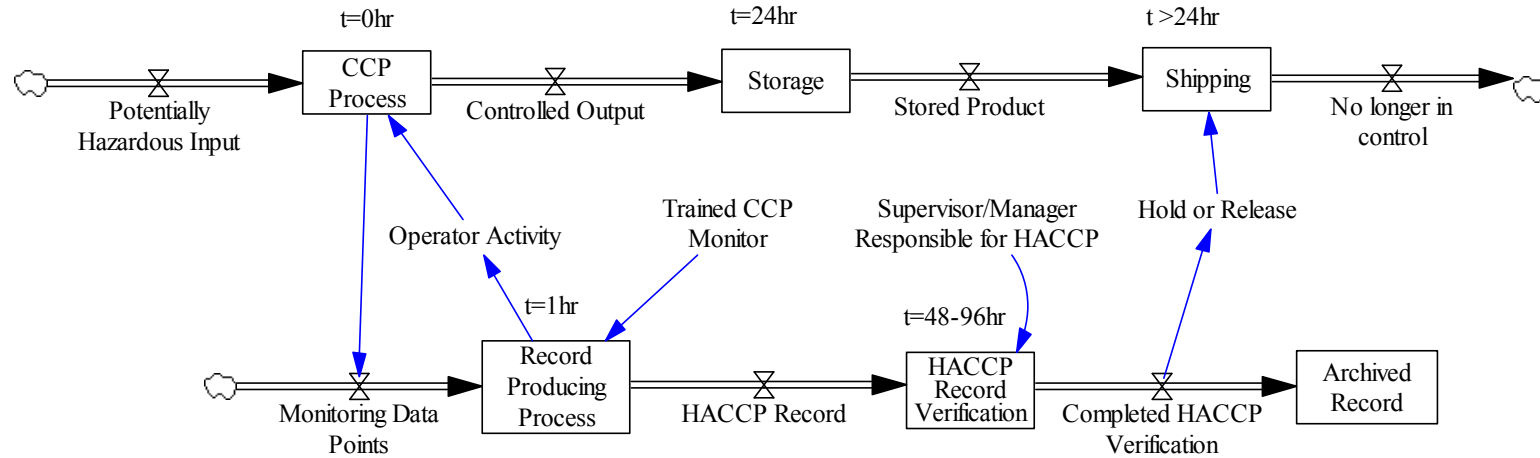 t=0hr
t=24hr
t >24hr
CCP
Process
Storage
Shipping
Potentially
Hazardous Input
Controlled Output
Stored Product
No longer in
control
Operator Activity
Trained CCP
Monitor
Supervisor/Manager
Responsible for HACCP
Hold or Release
t=1hr
t=48-96hr
Record
Producing
Process
HACCP
Record
Verification
Archived
Record
Monitoring Data
Points
HACCP Record
Completed HACCP
Verification